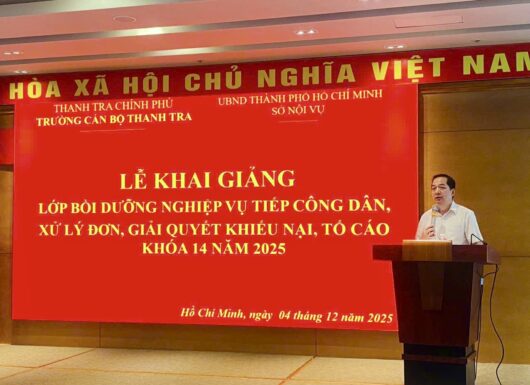 HÒA XÃ HỘI CHỦ NGHĨA VIỆT NAM
THANH TRA CHÍNH PHỦ
TRƯỜNG CÁN BỘ THANH TRA
UBND THÀNH PHỐ HỒ CHÍ MINH
SỞ NỘI VỤ
LỄ KHAI GIẢNG
LỚP BỒI DƯỠNG NGHIỆP VỤ TIẾP CÔNG DÂN,
XỬ LÝ ĐƠN, GIẢI QUYẾT KHIẾU NẠI, TỐ CÁO
KHÓA 14 NĂM 2025
Hồ Chí Minh, ngày 04 tháng 12 năm 2025